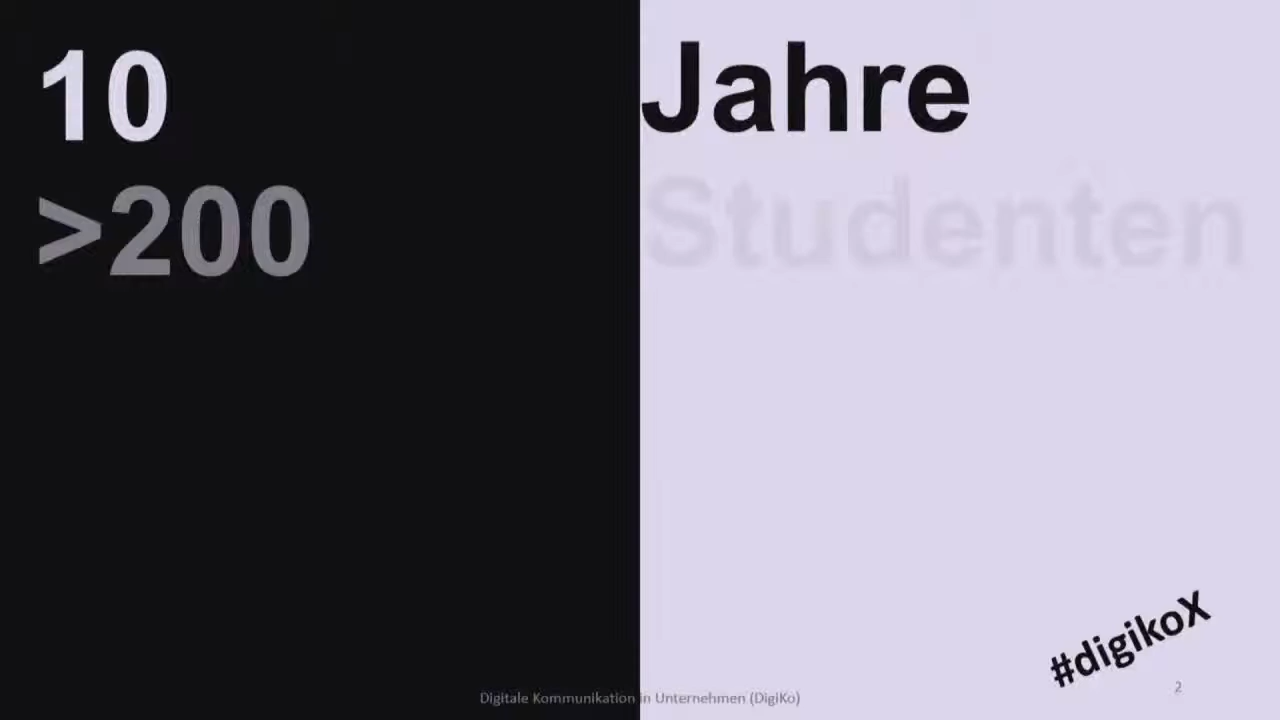 10 Jahre
>200 Studenten
#digikoX
Digitale Kommunikation in Unternehmen (DigiKo)
2